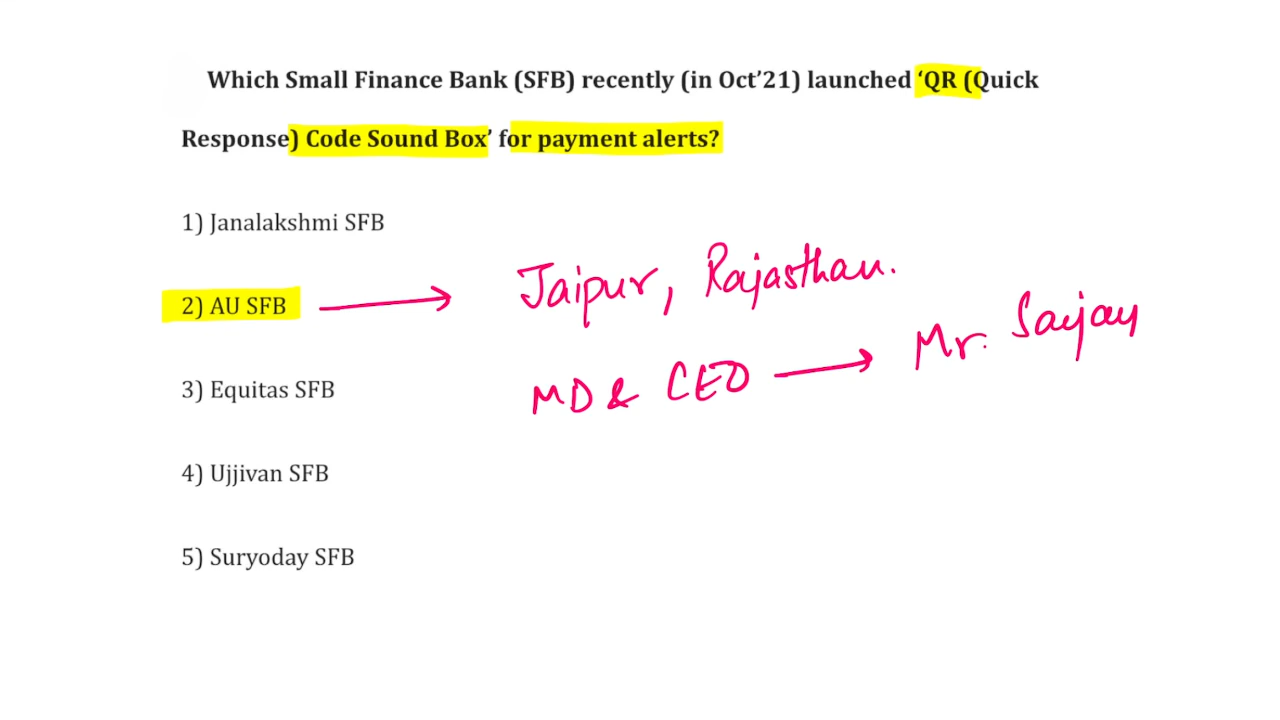 Which Small Finance Bank (SFB) recently (in Oct’21) launched ‘QR (Quick
Response) Code Sound Box’ for payment alerts?
1) Janalakshmi SFB
2) AU SFB
Jaipur, Rajasthan.
MD & CEO → Mr. Sanjay
3) Equitas SFB
4) Ujjivan SFB
5) Suryoday SFB